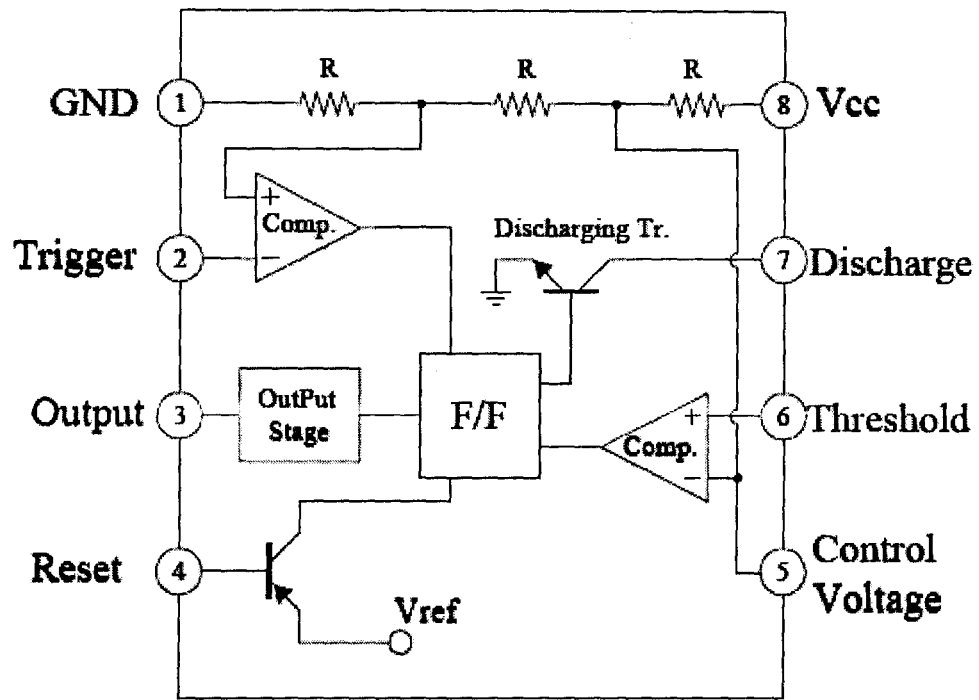 R
R
R
GND
1
8
Vcc
+
Comp.
−
Trigger
2
Discharging Tr.
7
Discharge
Output
3
OutPut
Stage
F/F
+
Comp.
−
6
Threshold
Reset
4
5
Control
Voltage
Vref